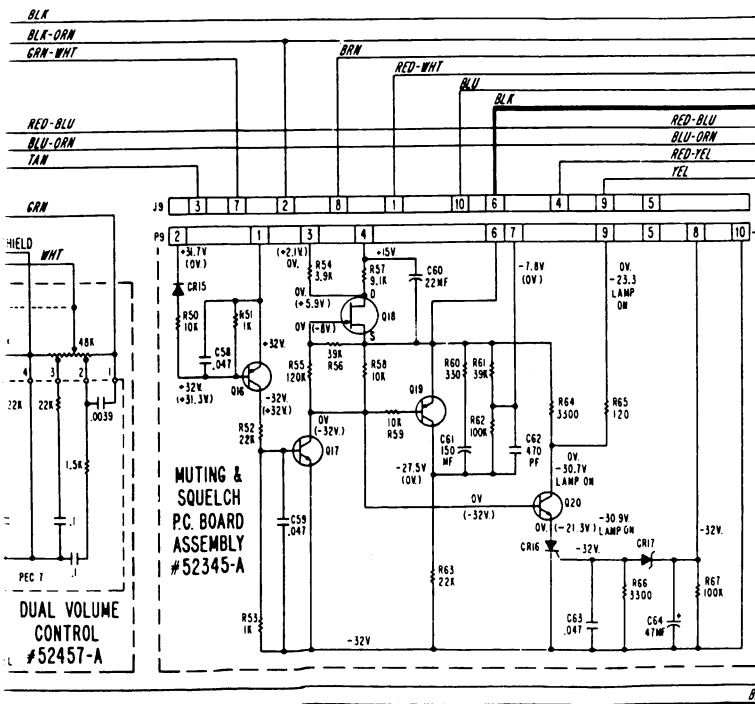 BLK
BLK-ORN
GRN-WHT
BRN
RED-WHT
BLU
BLK
RED-BLU
RED-BLU
BLU-ORN
BLU-ORN
TAN
RED-YEL
YEL
GRN
J9 3 7 2 8 1 10 6 4 9 5
P9 2 1 3 4 6 7 9 5 8 10
HIELD
WHT
+31.7V
(0V)
(+2.1V)
0V.
R54
3.9K
+15V
R57
9.1K
C60
22MF
-7.8V
(0V)
0V.
-23.3
LAMP
ON
CR15
R50
10K
R51
1K
0V.
(+5.9V)
D
Q18
0V (-8V)
S
48K
C58
.047
+32V.
39K
R56
R55
120K
R58
10K
R60
330
R61
39K
4 3 2 1
+32V.
(+31.3V)
Q16
-32V.
(+32V.)
Q19
R64
3300
R65
120
22K
22K
.0039
R52
22K
0V
(-32V.)
Q17
10K
R59
R62
100K
C61
150
MF
C62
470
PF
1.5K
-27.5V
(0V.)
0V.
-30.7V
LAMP ON
MUTING &
SQUELCH
P.C. BOARD
ASSEMBLY
#52345-A
0V
(-32V.)
Q20
C59
.047
0V. (-21.3V)
-30.9V.
LAMP ON
.1
CR16
-32V.
CR17
-32V.
PEC 7
.1
R63
22K
R66
3300
R67
100K
DUAL VOLUME
CONTROL
#52457-A
R53
1K
-32V
C63
.047
C64
47MF
+